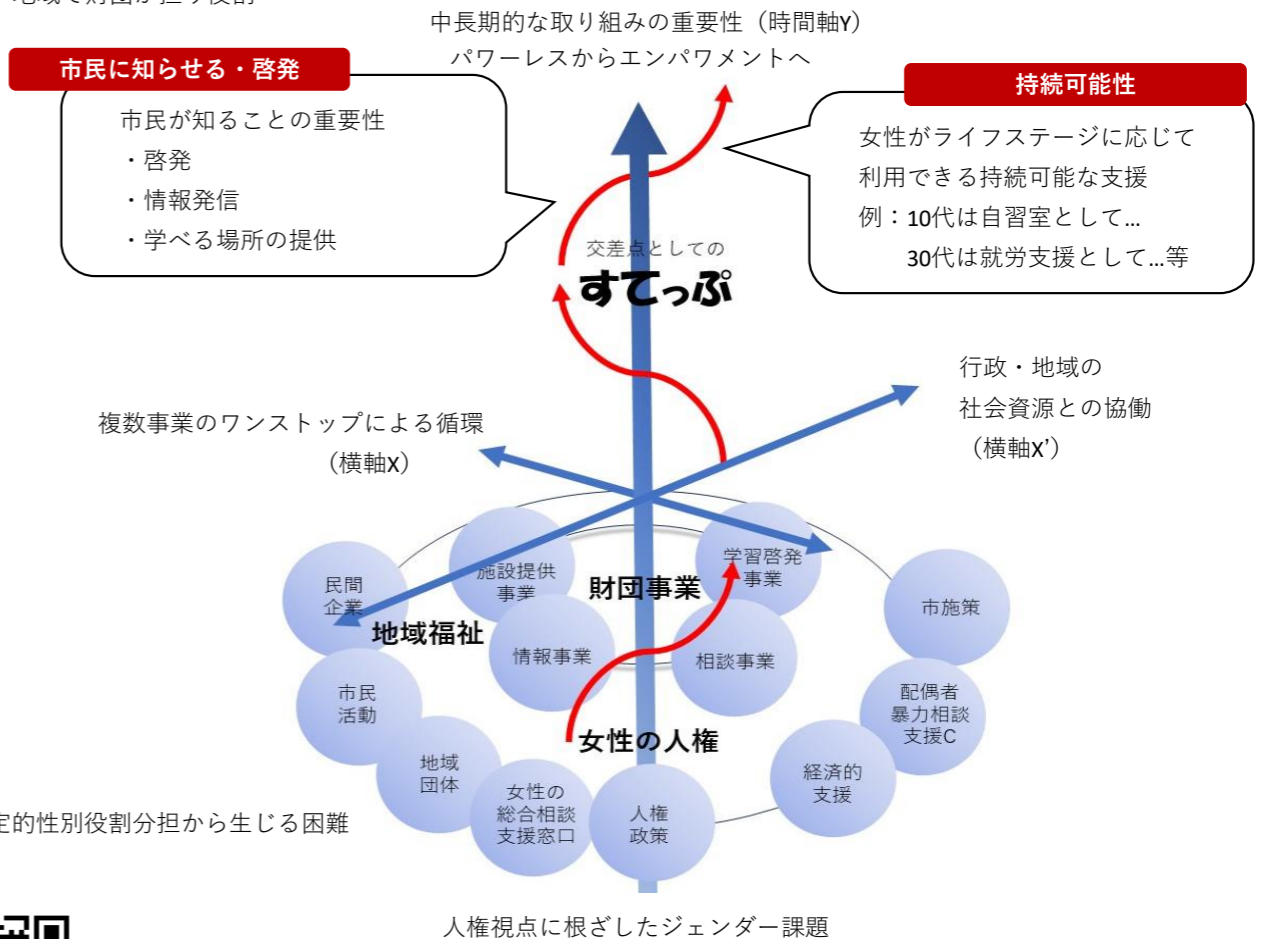 地域で財団が担う役割
中長期的な取り組みの重要性（時間軸Y）
パワーレスからエンパワメントへ
市民に知らせる・啓発
市民が知ることの重要性
・啓発
・情報発信
・学べる場所の提供
持続可能性
女性がライフステージに応じて
利用できる持続可能な支援
例：10代は自習室として…
30代は就労支援として…等
交差点としての
すてっぷ
行政・地域の
社会資源との協働
（横軸X’）
複数事業のワンストップによる循環
（横軸X）
民間
企業
施設提供
事業
財団事業
学習啓発
事業
市施策
地域福祉
情報事業
相談事業
市民
活動
配偶者
暴力相談
支援C
女性の人権
地域
団体
経済的
支援
女性の
総合相談
支援窓口
人権
政策
定的性別役割分担から生じる困難
人権視点に根ざしたジェンダー課題